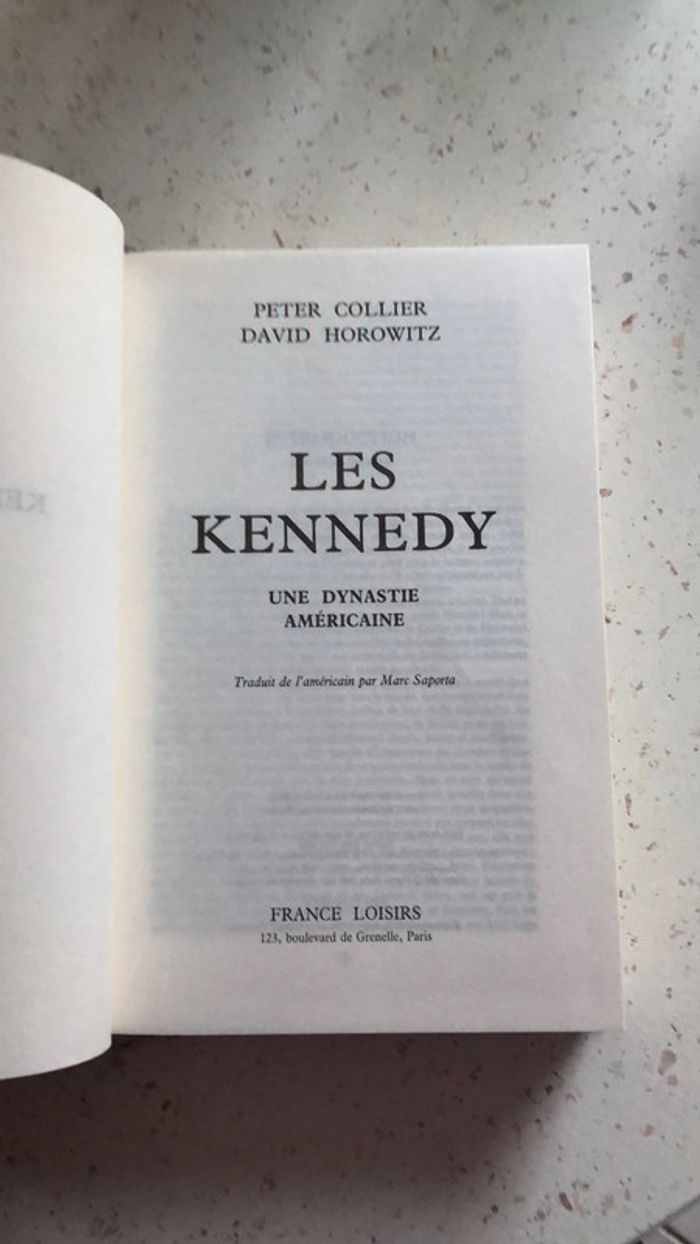 PETER COLLIER
DAVID HOROWITZ
LES
KENNEDY
UNE DYNASTIE
AMÉRICAINE
Traduit de l'américain par Marc Saporta
FRANCE LOISIRS
123, boulevard de Grenelle, Paris